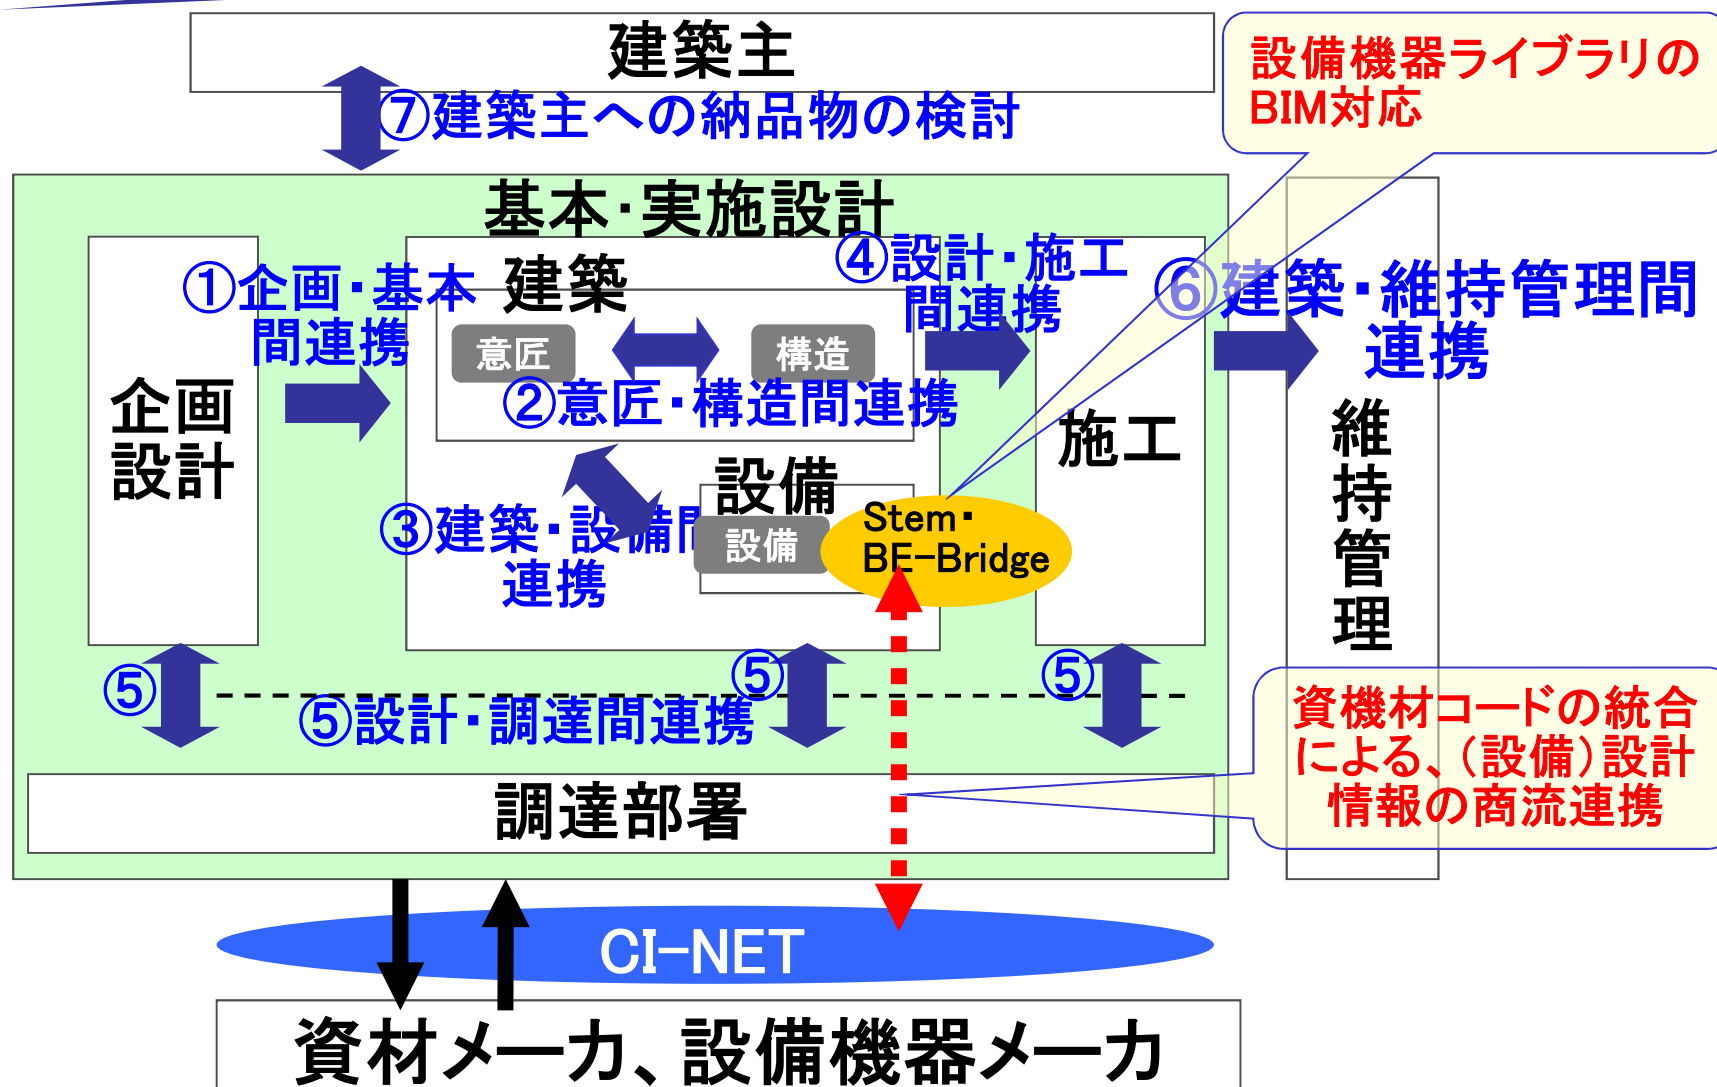 建築主
⑦建築主への納品物の検討
設備機器ライブラリの
BIM対応
基本・実施設計
①企画・基本
間連携
建築
④設計・施工
間連携
⑥建築・維持管理間
連携
意匠
構造
②意匠・構造間連携
企画
設計
施工
維
持
管
理
設備
③建築・設備間
連携
設備
Stem・
BE-Bridge
⑤
⑤
⑤
⑤設計・調達間連携
資機材コードの統合
による、（設備）設計
情報の商流連携
調達部署
CI-NET
資材メーカ、設備機器メーカ